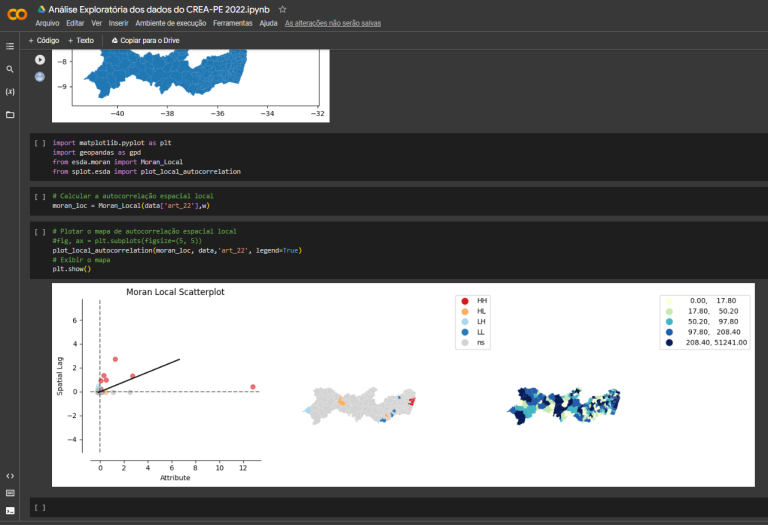 Análise Exploratória dos dados do CREA-PE 2022.ipynb
Arquivo Editar Ver Inserir Ambiente de execução Ferramentas Ajuda As alterações não serão salvas
+ Código + Texto Copiar para o Drive
−8
−9
−40 −38 −36 −34 −32
[ ] import matplotlib.pyplot as plt
import geopandas as gpd
from esda.moran import Moran_Local
from splot.esda import plot_local_autocorrelation
[ ] # Calcular a autocorrelação espacial local
moran_loc = Moran_Local(data['art_22'],w)
[ ] # Plotar o mapa de autocorrelação espacial local
#fig, ax = plt.subplots(figsize=(5, 5))
plot_local_autocorrelation(moran_loc, data,'art_22', legend=True)
# Exibir o mapa
plt.show()
Moran Local Scatterplot
6
4
2
0
−2
−4
Spatial Lag
0 2 4 6 8 10 12
Attribute
HH
HL
LH
LL
ns
0.00, 17.80
17.80, 50.20
50.20, 97.80
97.80, 208.40
208.40, 51241.00
[ ]